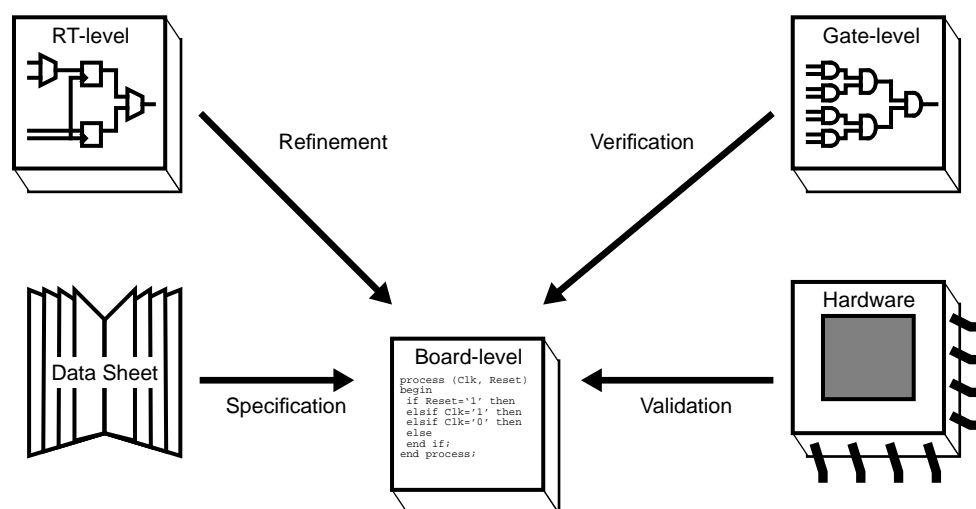 RT-level
Gate-level
Refinement
Verification
Data Sheet
Specification
Board-level
process (Clk, Reset)
begin
if Reset='1' then
elsif Clk='1' then
elsif Clk='0' then
else
end if;
end process;
Hardware
Validation